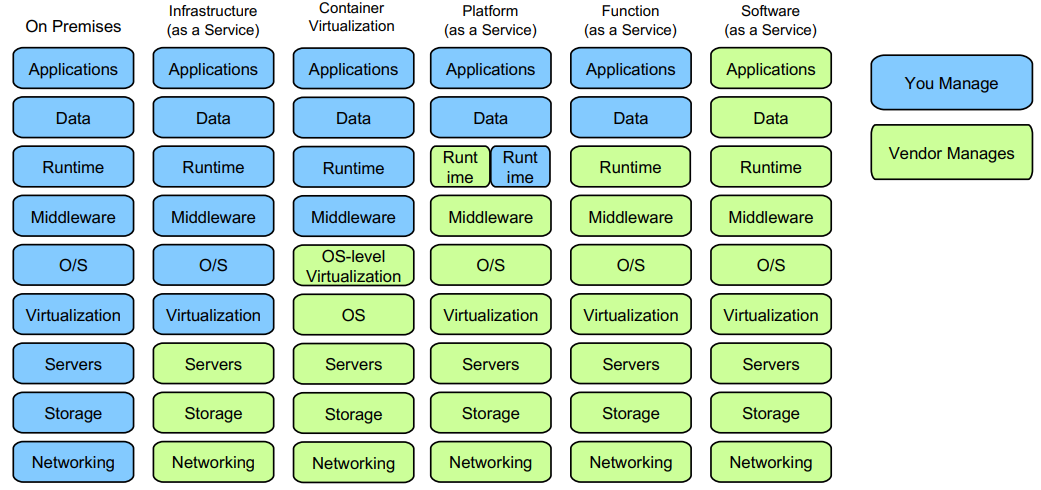 On Premises
Infrastructure
(as a Service)
Container
Virtualization
Platform
(as a Service)
Function
(as a Service)
Software
(as a Service)
Applications
Applications
Applications
Applications
Applications
Applications
You Manage
Data
Data
Data
Data
Data
Data
Vendor Manages
Runtime
Runtime
Runtime
Runt
ime
Runt
ime
Runtime
Runtime
Middleware
Middleware
Middleware
Middleware
Middleware
Middleware
O/S
O/S
OS-level
Virtualization
O/S
O/S
O/S
Virtualization
Virtualization
OS
Virtualization
Virtualization
Virtualization
Servers
Servers
Servers
Servers
Servers
Servers
Storage
Storage
Storage
Storage
Storage
Storage
Networking
Networking
Networking
Networking
Networking
Networking